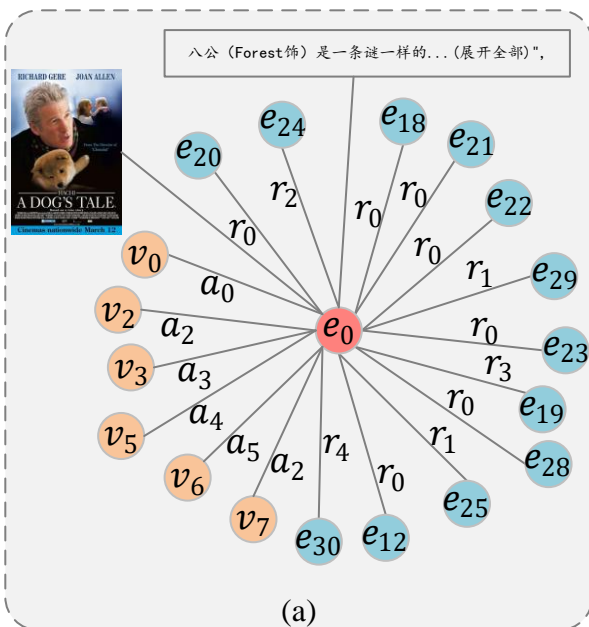 八公（Forest饰）是一条谜一样的...(展开全部)",
RICHARD GERE JOAN ALLEN
HACHI
A DOG'S TALE
Cinemas nationwide March 12
e20
e24
e18
e21
e22
e29
e23
e19
e28
e25
e12
e30
v0
v2
v3
v5
v6
v7
e0
r0
r2
r0
r0
r0
r1
r0
r3
r0
r1
r0
r4
a0
a2
a3
a4
a5
a2
(a)